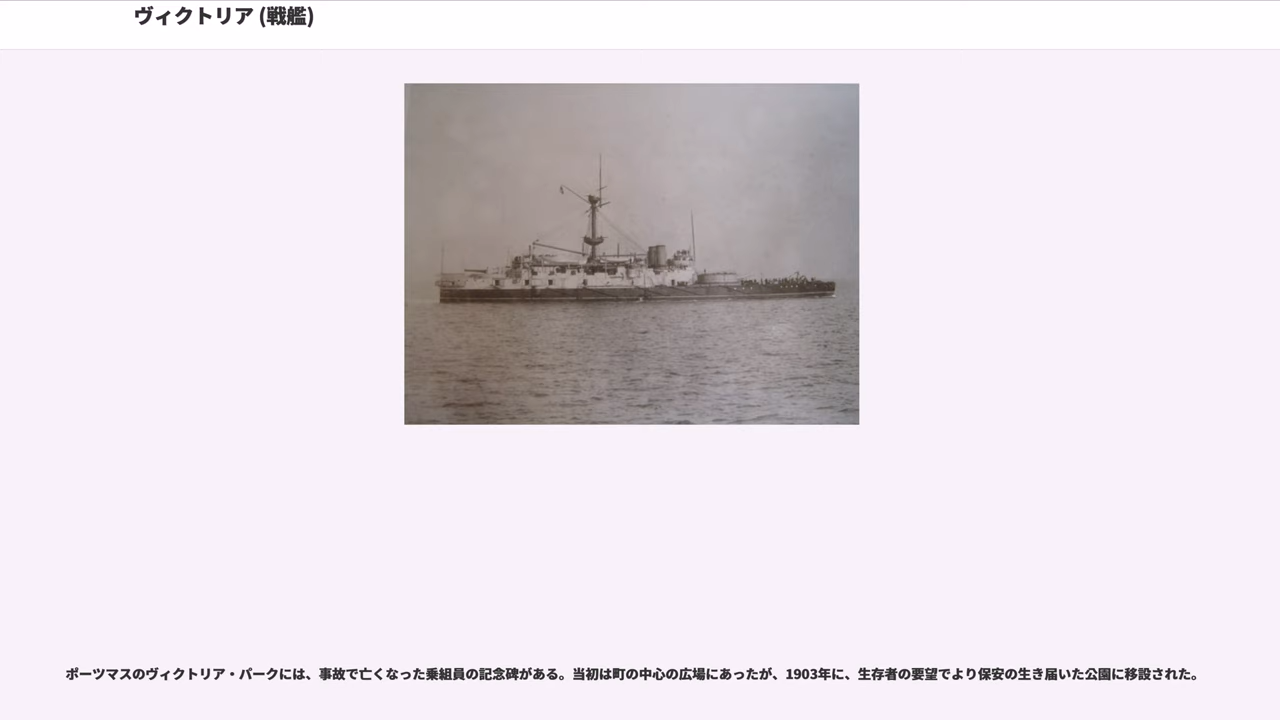 ヴィクトリア (戦艦)
ポーツマスのヴィクトリア・パークには、事故で亡くなった乗組員の記念碑がある。当初は町の中心の広場にあったが、1903年に、生存者の要望でより保安の生き届いた公園に移設された。